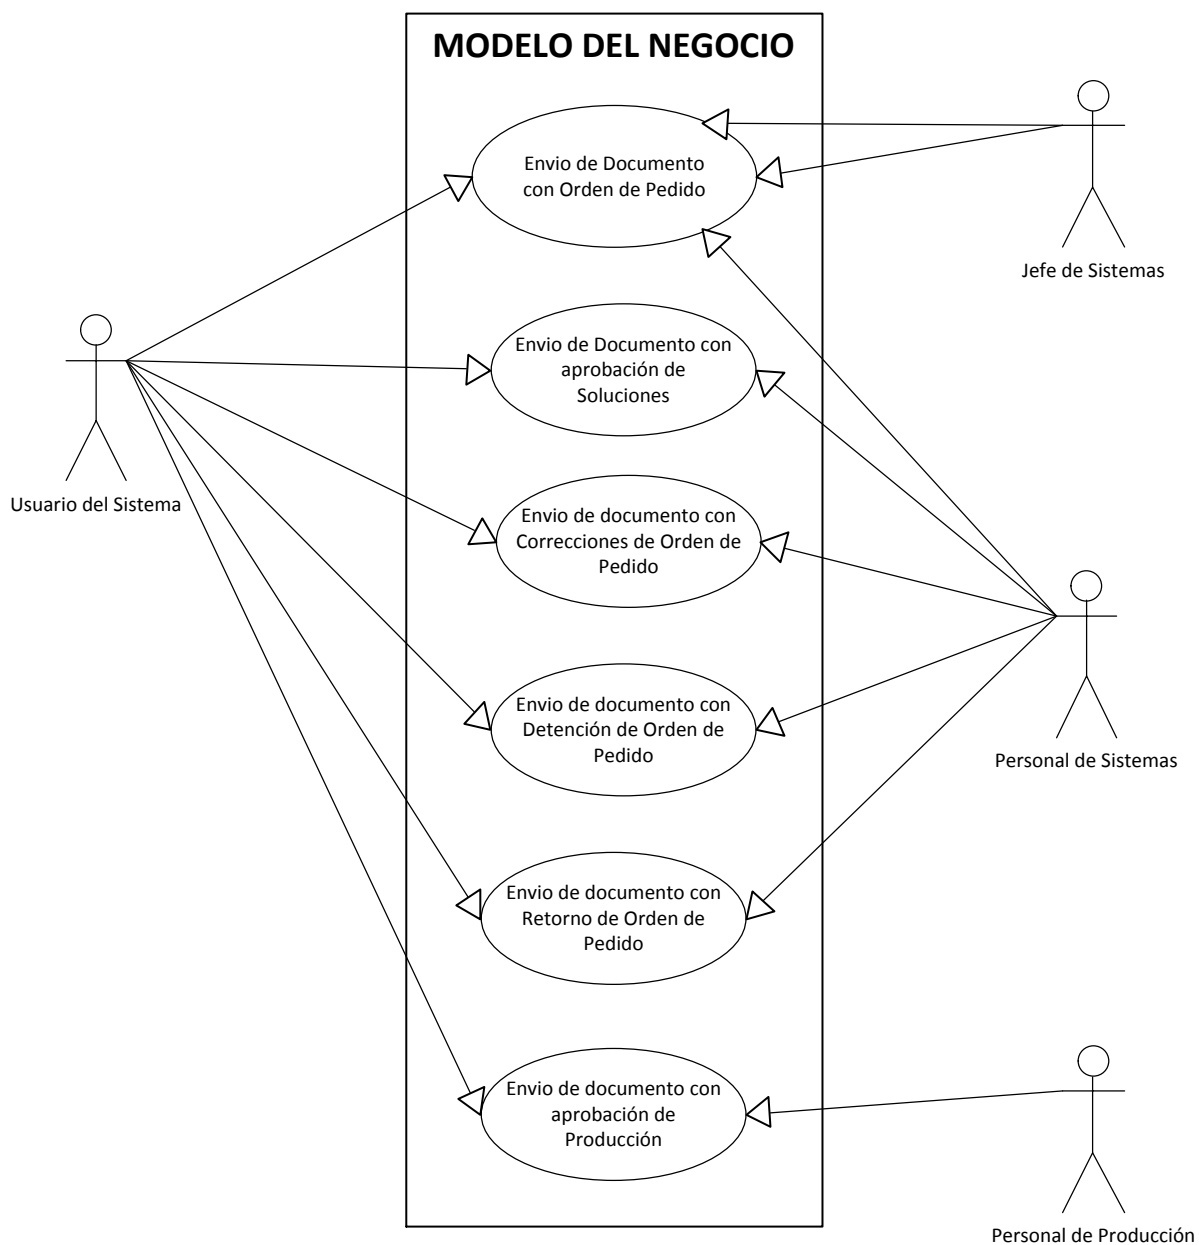 MODELO DEL NEGOCIO
Envio de Documento
con Orden de Pedido
Jefe de Sistemas
Envio de Documento con
aprobación de
Soluciones
Usuario del Sistema
Envio de documento con
Correcciones de Orden de
Pedido
Envio de documento con
Detención de Orden de
Pedido
Personal de Sistemas
Envio de documento con
Retorno de Orden de
Pedido
Envio de documento con
aprobación de
Producción
Personal de Producción